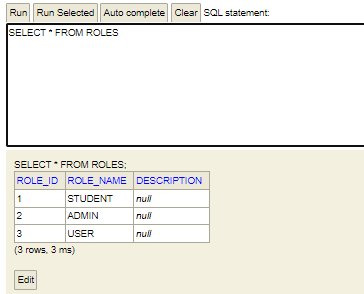 Run Run Selected Auto complete Clear SQL statement:
SELECT * FROM ROLES
SELECT * FROM ROLES;
ROLE_ID ROLE_NAME DESCRIPTION
1 STUDENT null
2 ADMIN null
3 USER null
(3 rows, 3 ms)
Edit